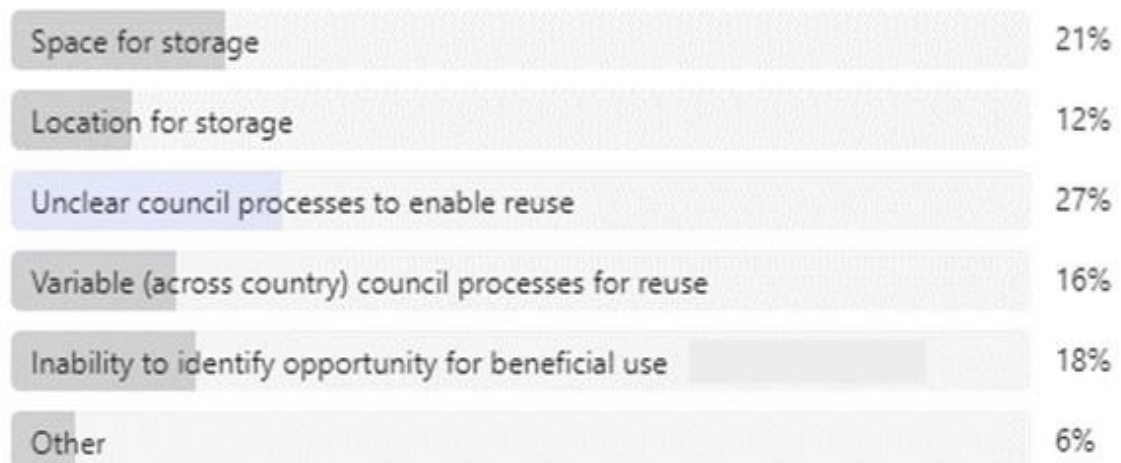 Space for storage 21%
Location for storage 12%
Unclear council processes to enable reuse 27%
Variable (across country) council processes for reuse 16%
Inability to identify opportunity for beneficial use 18%
Other 6%